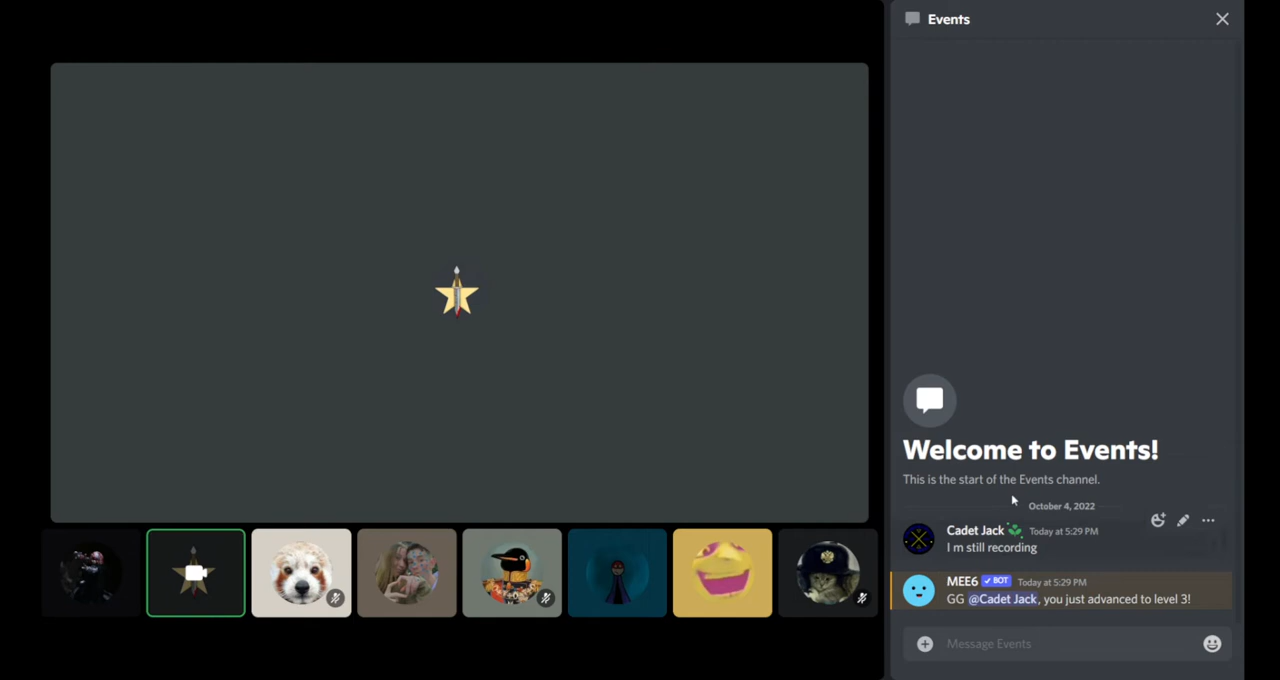 Events
Welcome to Events!
This is the start of the Events channel.
October 4, 2022
Cadet Jack Today at 5:29 PM
I m still recording
MEE6 BOT Today at 5:29 PM
GG @Cadet Jack, you just advanced to level 3!
Message Events